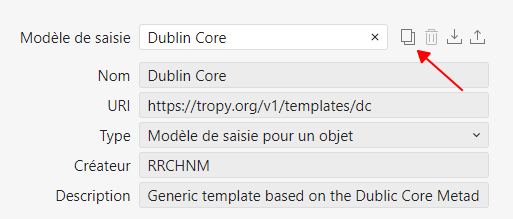 Modèle de saisie Dublin Core ×
Nom Dublin Core
URI https://tropy.org/v1/templates/dc
Type Modèle de saisie pour un objet
Créateur RRCHNM
Description Generic template based on the Dublic Core Metad